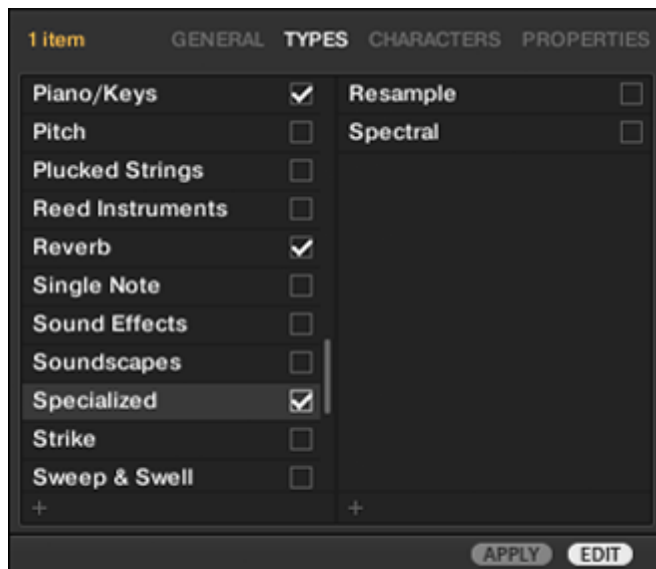 1 item GENERAL TYPES CHARACTERS PROPERTIES
Piano/Keys
Pitch
Plucked Strings
Reed Instruments
Reverb
Single Note
Sound Effects
Soundscapes
Specialized
Strike
Sweep & Swell
+
Resample
Spectral
+
APPLY EDIT